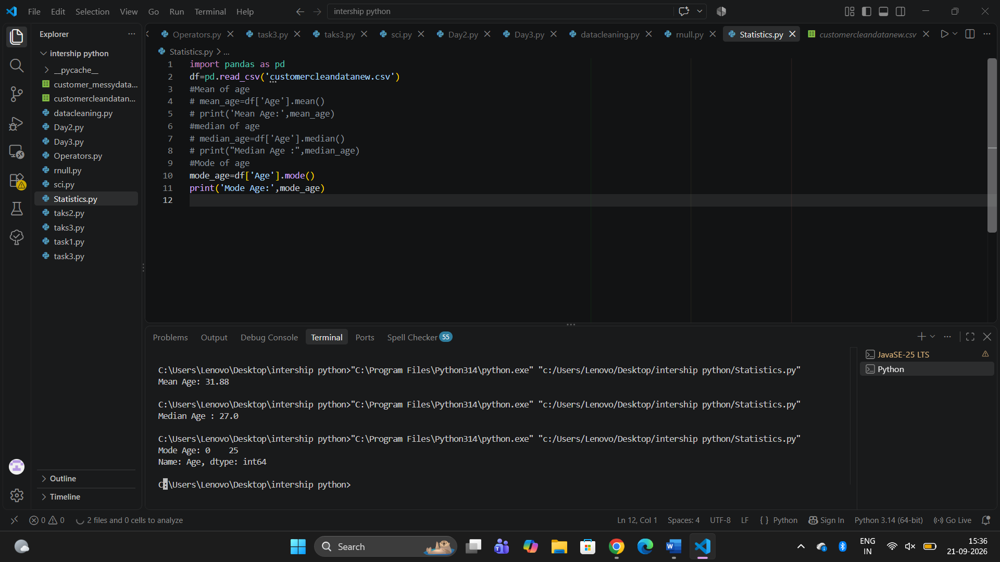 File Edit Selection View Go Run Terminal Help
intership python
Explorer
intership python
__pycache__
customer_messydata...
customercleandatan...
datacleaning.py
Day2.py
Day3.py
Operators.py
rnull.py
sci.py
Statistics.py
taks2.py
taks3.py
task1.py
task3.py
Outline
Timeline
Operators.py task3.py taks3.py sci.py Day2.py Day3.py datacleaning.py rnull.py Statistics.py customercleandatanew.csv
Statistics.py > ...
1 import pandas as pd
2 df=pd.read_csv('customercleandatanew.csv')
3 #Mean of age
4 # mean_age=df['Age'].mean()
5 # print('Mean Age:',mean_age)
6 #median of age
7 # median_age=df['Age'].median()
8 # print("Median Age :",median_age)
9 #Mode of age
10 mode_age=df['Age'].mode()
11 print('Mode Age:',mode_age)
12
Problems Output Debug Console Terminal Ports Spell Checker 55
C:\Users\Lenovo\Desktop\intership python>"C:\Program Files\Python314\python.exe" "c:/Users/Lenovo/Desktop/intership python/Statistics.py"
Mean Age: 31.88
C:\Users\Lenovo\Desktop\intership python>"C:\Program Files\Python314\python.exe" "c:/Users/Lenovo/Desktop/intership python/Statistics.py"
Median Age : 27.0
C:\Users\Lenovo\Desktop\intership python>"C:\Program Files\Python314\python.exe" "c:/Users/Lenovo/Desktop/intership python/Statistics.py"
Mode Age: 0    25
Name: Age, dtype: int64
C:\Users\Lenovo\Desktop\intership python>
JavaSE-25 LTS
Python
0 0 2 files and 0 cells to analyze
Ln 12, Col 1 Spaces: 4 UTF-8 LF { } Python Sign In Python 3.14 (64-bit) Go Live
Search
ENG
IN
15:36
21-09-2026